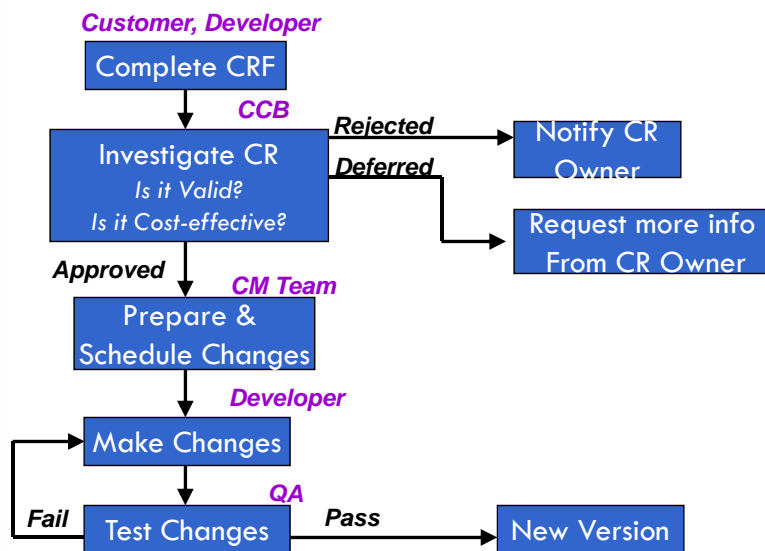 Customer, Developer
Complete CRF
CCB
Investigate CR
Is it Valid?
Is it Cost-effective?
Rejected
Notify CR
Owner
Deferred
Request more info
From CR Owner
Approved
CM Team
Prepare &
Schedule Changes
Developer
Make Changes
QA
Fail
Test Changes
Pass
New Version